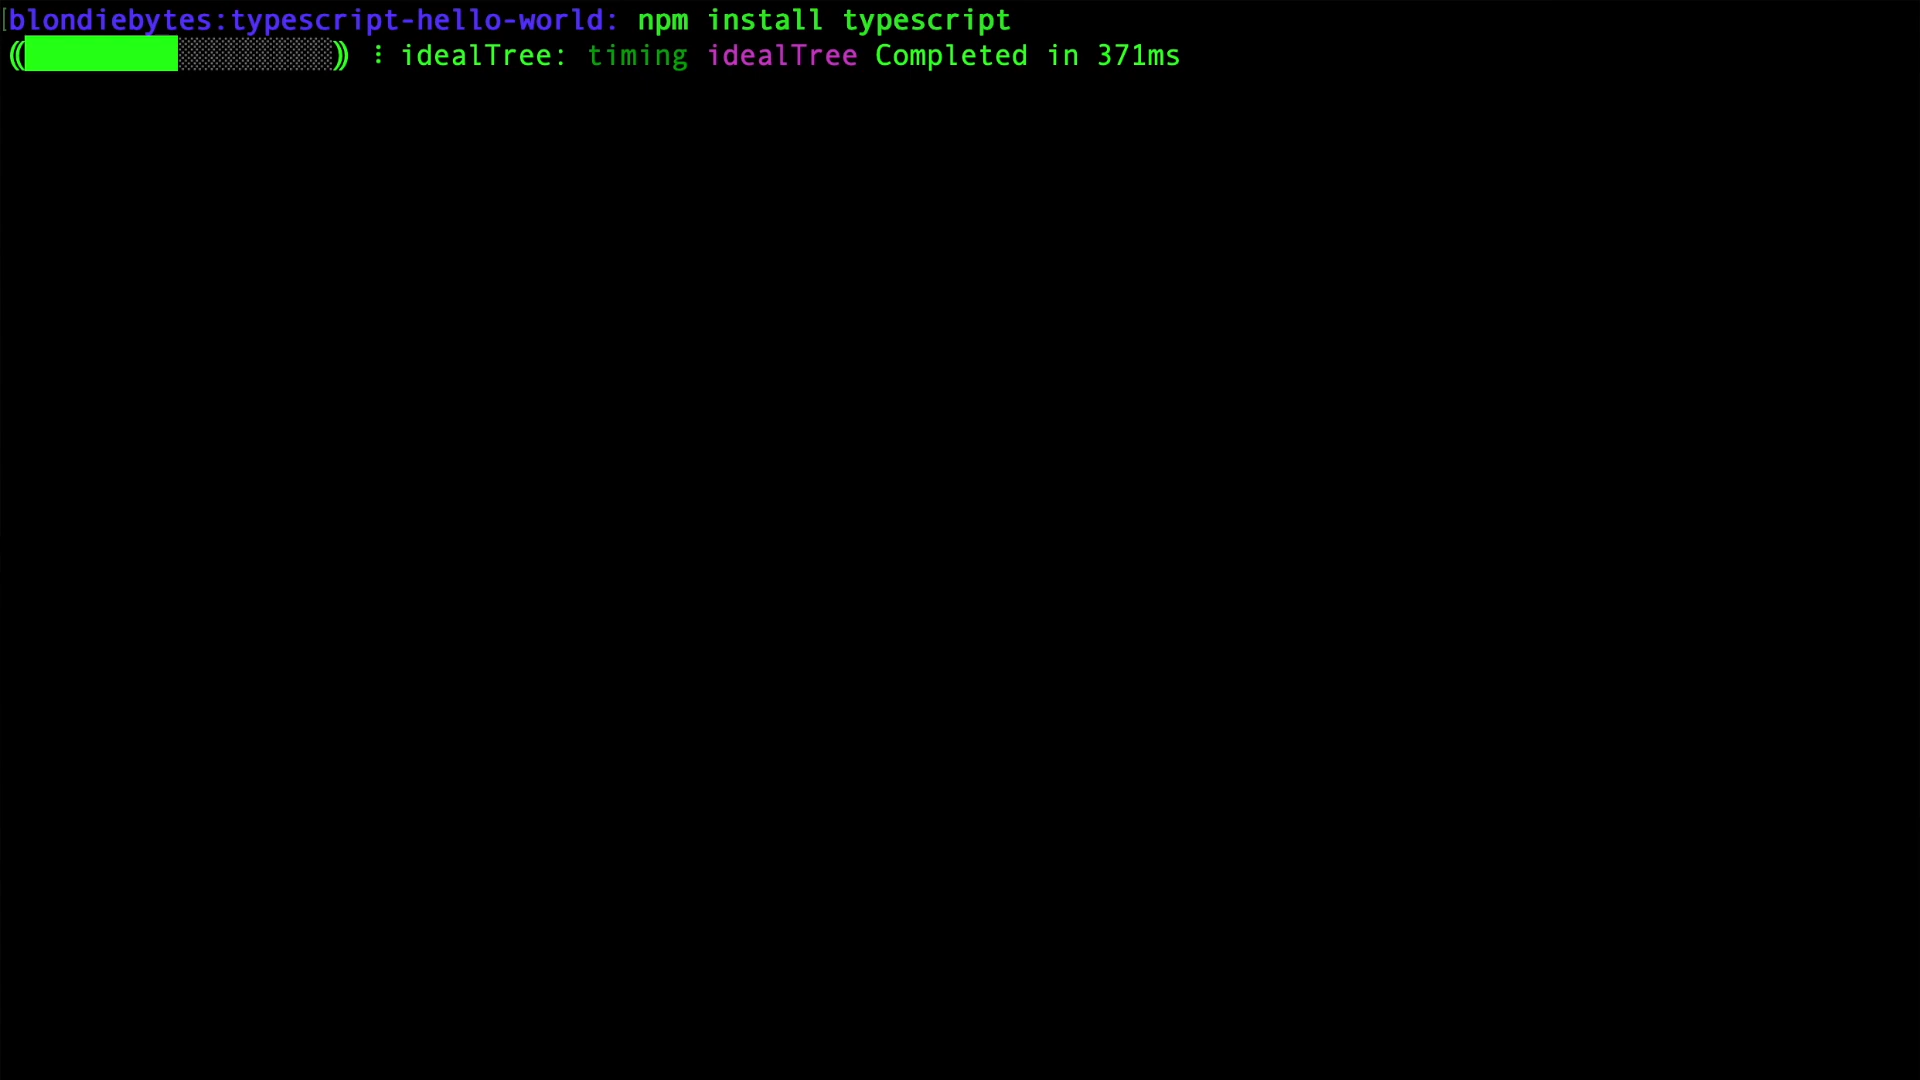 [blondiebytes:typescript-hello-world: npm install typescript
(██████████░░░░░░░░░░) ⠸ idealTree: timing idealTree Completed in 371ms